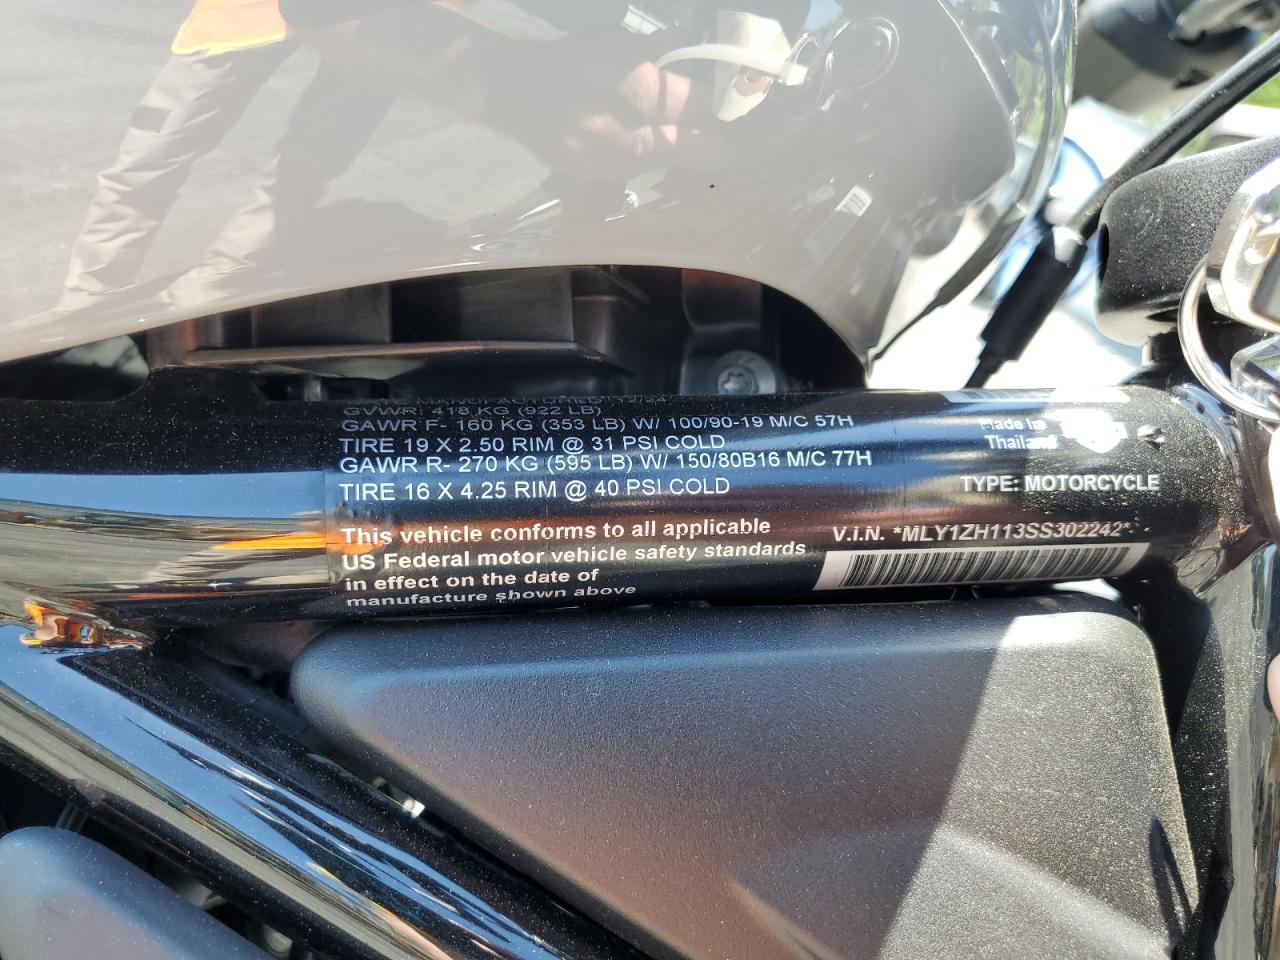 MANUFACTURED 12/24
GVWR: 418 KG (922 LB)
GAWR F- 160 KG (353 LB) W/ 100/90-19 M/C 57H
TIRE 19 X 2.50 RIM @ 31 PSI COLD
GAWR R- 270 KG (595 LB) W/ 150/80B16 M/C 77H
TIRE 16 X 4.25 RIM @ 40 PSI COLD
This vehicle conforms to all applicable
US Federal motor vehicle safety standards
in effect on the date of
manufacture shown above
Made In
Thailand
TYPE: MOTORCYCLE
V.I.N. *MLY1ZH113SS302242*